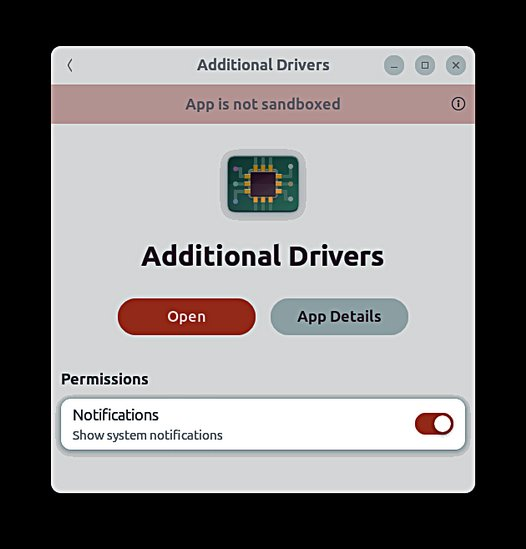 Additional Drivers
App is not sandboxed
Additional Drivers
Open
App Details
Permissions
Notifications
Show system notifications